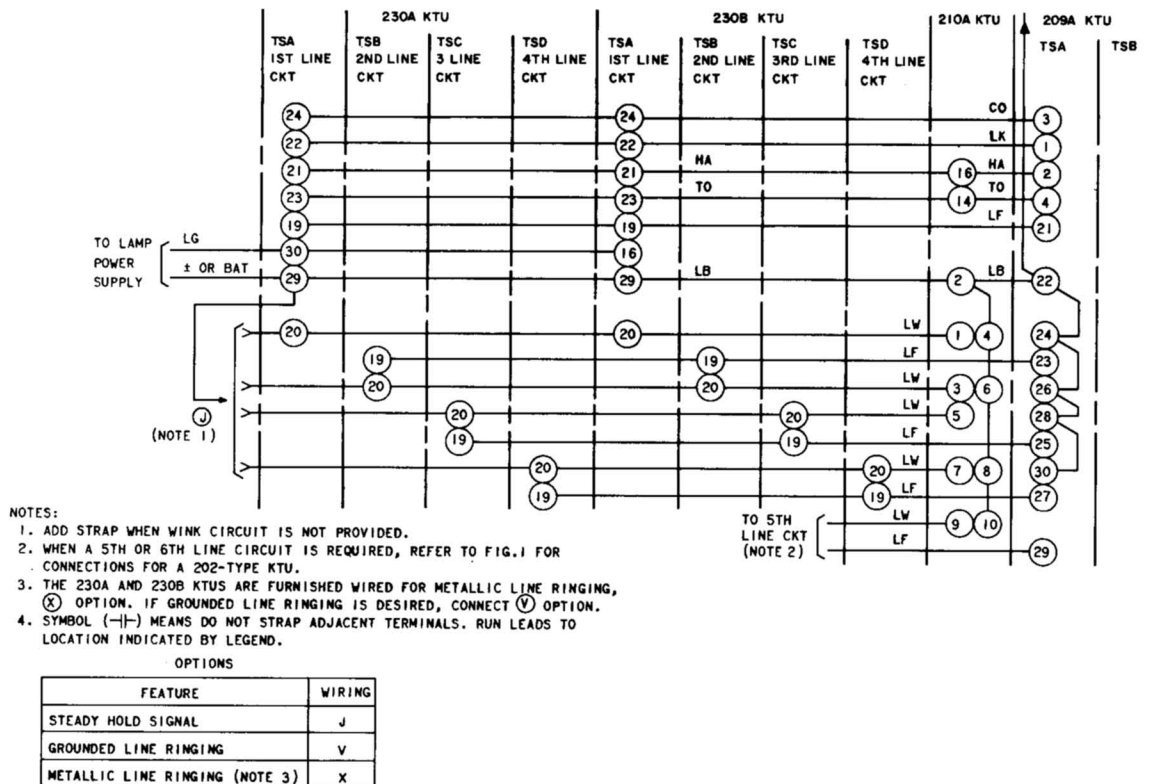 230A KTU 230B KTU 210A KTU 209A KTU
TSA TSB TSC TSD TSA TSB TSC TSD TSA TSB
1ST LINE 2ND LINE 3 LINE 4TH LINE 1ST LINE 2ND LINE 3RD LINE 4TH LINE
CKT CKT CKT CKT CKT CKT CKT CKT
24 24 CO 3
22 22 LK 1
21 21 HA 16 HA 2
23 23 TO 14 TO 4
19 19 LF 21
TO LAMP POWER SUPPLY
LG 30 16
± OR BAT 29 29 LB 2 LB 22
20 20 LW 1 4 24
19 19 LF 23
20 20 LW 3 6 26
20 20 LW 5 28
19 19 LF 25
J
(NOTE 1)
20 20 LW 7 8 30
19 19 LF 27
TO 5TH
LINE CKT
(NOTE 2)
LW 9 10
LF 29
NOTES:
1. ADD STRAP WHEN WINK CIRCUIT IS NOT PROVIDED.
2. WHEN A 5TH OR 6TH LINE CIRCUIT IS REQUIRED, REFER TO FIG.1 FOR
CONNECTIONS FOR A 202-TYPE KTU.
3. THE 230A AND 230B KTUS ARE FURNISHED WIRED FOR METALLIC LINE RINGING,
X OPTION. IF GROUNDED LINE RINGING IS DESIRED, CONNECT V OPTION.
4. SYMBOL (⊣⊢) MEANS DO NOT STRAP ADJACENT TERMINALS. RUN LEADS TO
LOCATION INDICATED BY LEGEND.
OPTIONS
FEATURE WIRING
STEADY HOLD SIGNAL J
GROUNDED LINE RINGING V
METALLIC LINE RINGING (NOTE 3) X